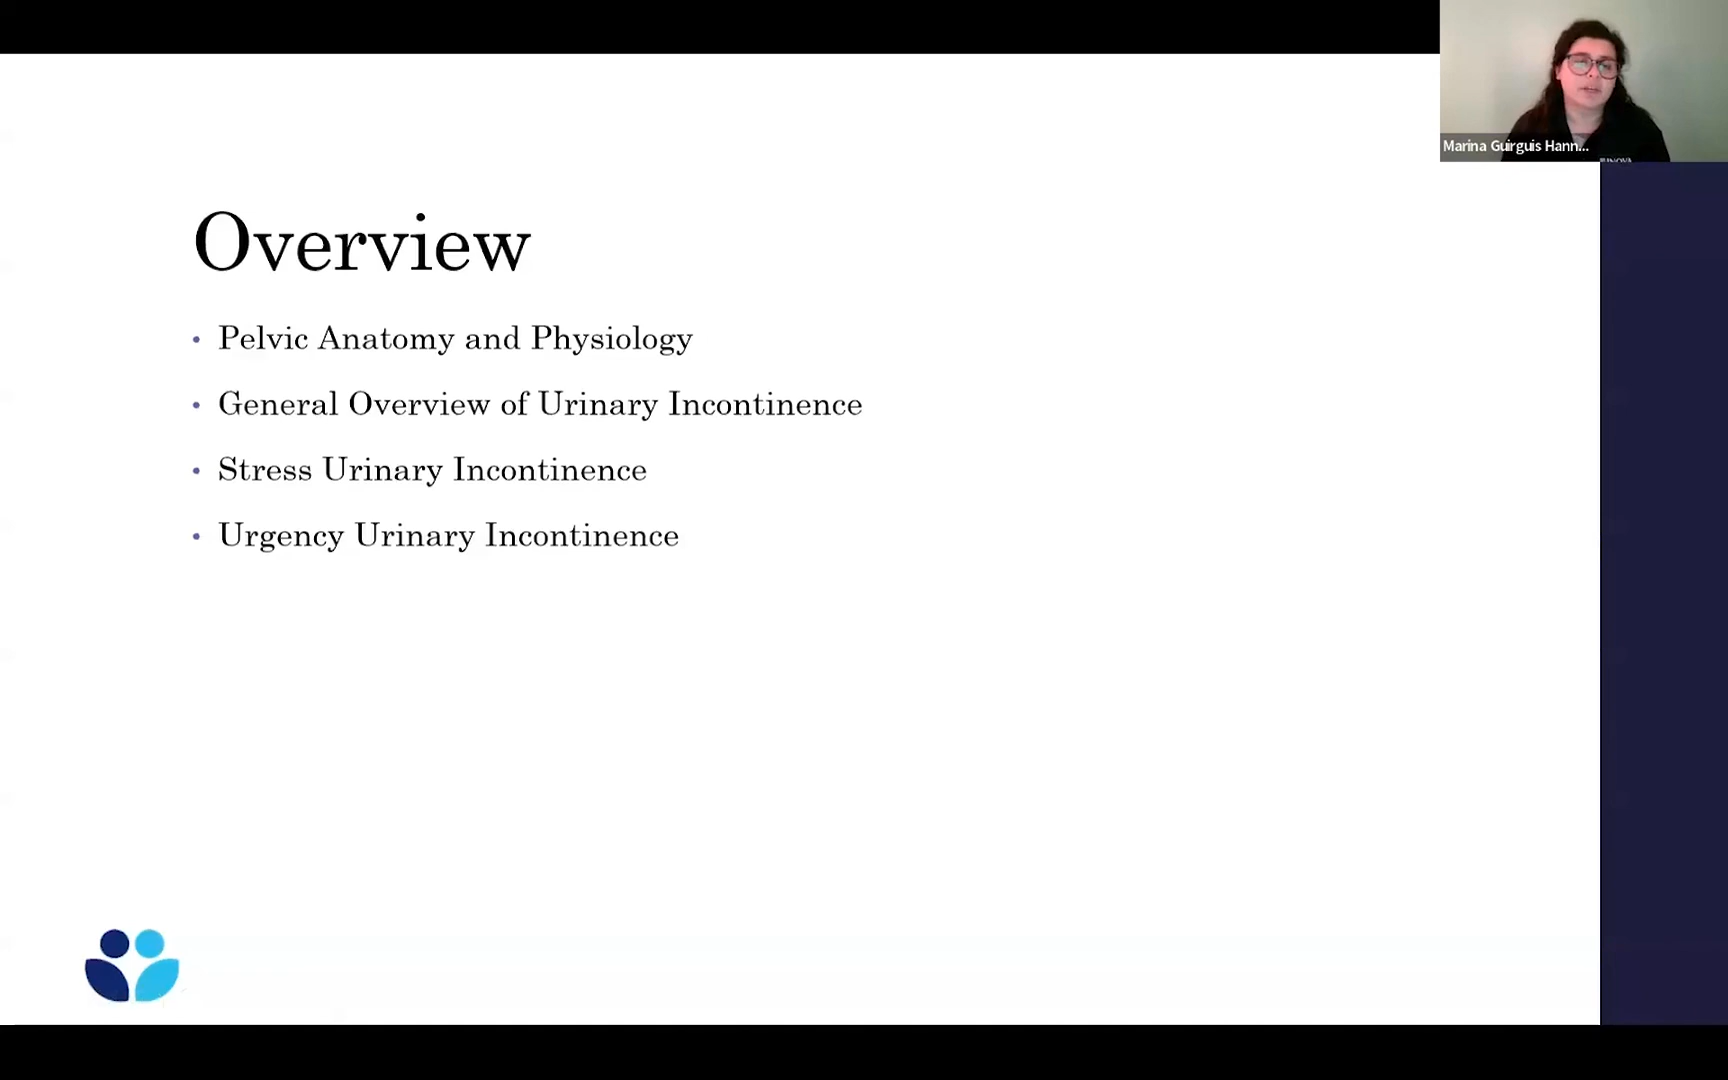 Marina Guirguis Hann...
Overview
• Pelvic Anatomy and Physiology
• General Overview of Urinary Incontinence
• Stress Urinary Incontinence
• Urgency Urinary Incontinence